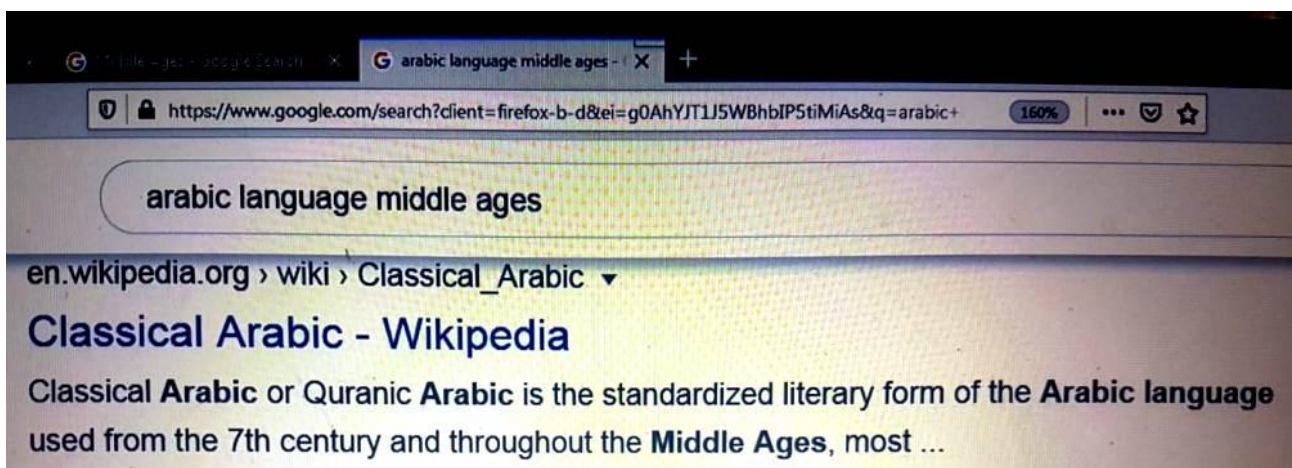 arabic language middle ages -
https://www.google.com/search?client=firefox-b-d&ei=g0AhYJT1J5WBhbIP5tiMiAs&q=arabic+ 160%
arabic language middle ages
en.wikipedia.org › wiki › Classical_Arabic
Classical Arabic - Wikipedia
Classical Arabic or Quranic Arabic is the standardized literary form of the Arabic language
used from the 7th century and throughout the Middle Ages, most ...